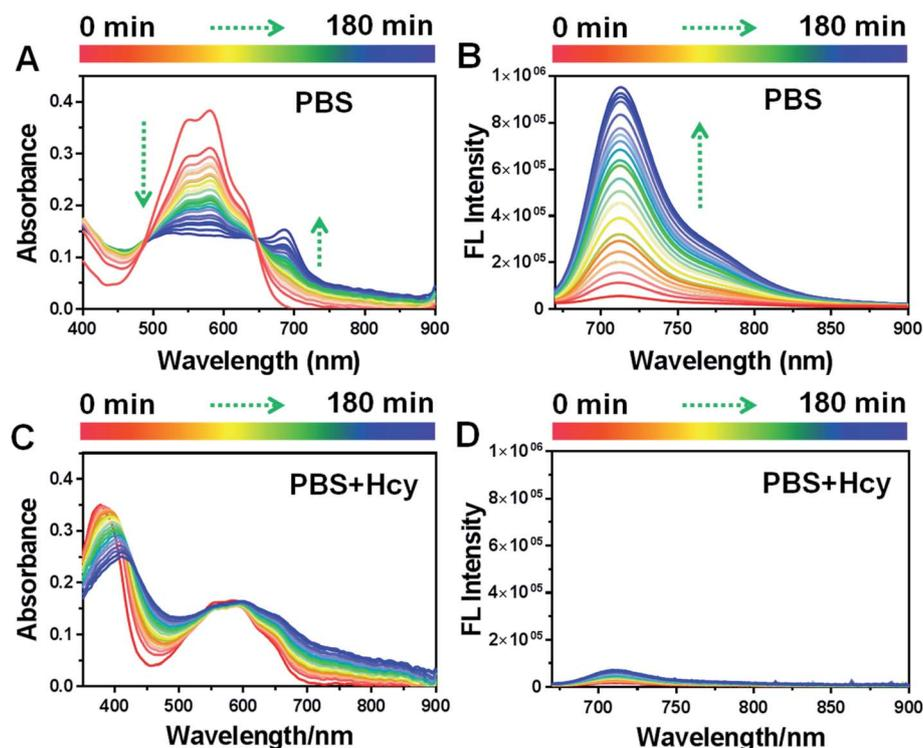 0 min 180 min
A
PBS
Absorbance
0.4
0.3
0.2
0.1
0.0
400 500 600 700 800 900
Wavelength (nm)
0 min 180 min
B
PBS
FL Intensity
1×10⁰⁶
8×10⁰⁵
6×10⁰⁵
4×10⁰⁵
2×10⁰⁵
0
700 750 800 850 900
Wavelength (nm)
0 min 180 min
C
PBS+Hcy
Absorbance
0.4
0.3
0.2
0.1
0.0
400 500 600 700 800 900
Wavelength/nm
0 min 180 min
D
PBS+Hcy
FL Intensity
1×10⁰⁶
8×10⁰⁵
6×10⁰⁵
4×10⁰⁵
2×10⁰⁵
0
700 750 800 850 900
Wavelength/nm